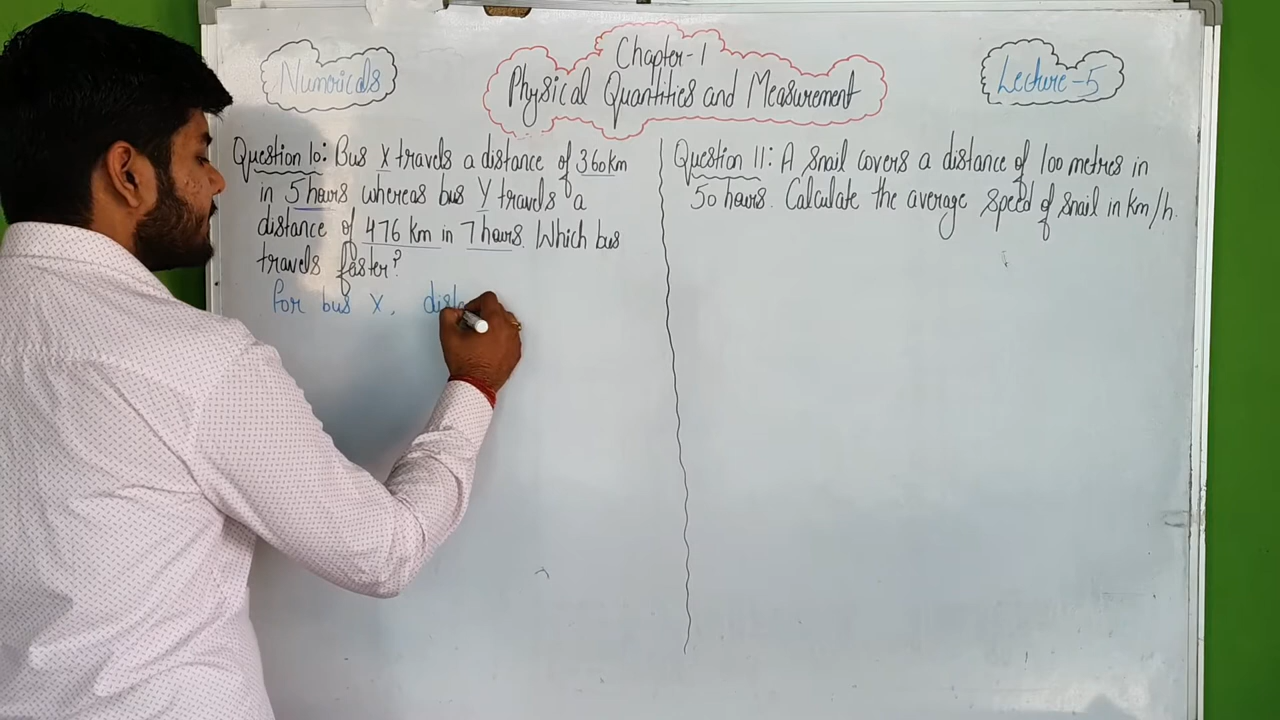 Numericals
Chapter-1
Physical Quantities and Measurement
Lecture-5
Question 10: Bus X travels a distance of 360km
in 5 hours whereas bus Y travels a
distance of 476 km in 7 hours. Which bus
travels faster?
for bus X, dist
Question 11: A snail covers a distance of 100 metres in
50 hours. Calculate the average speed of snail in km/h.